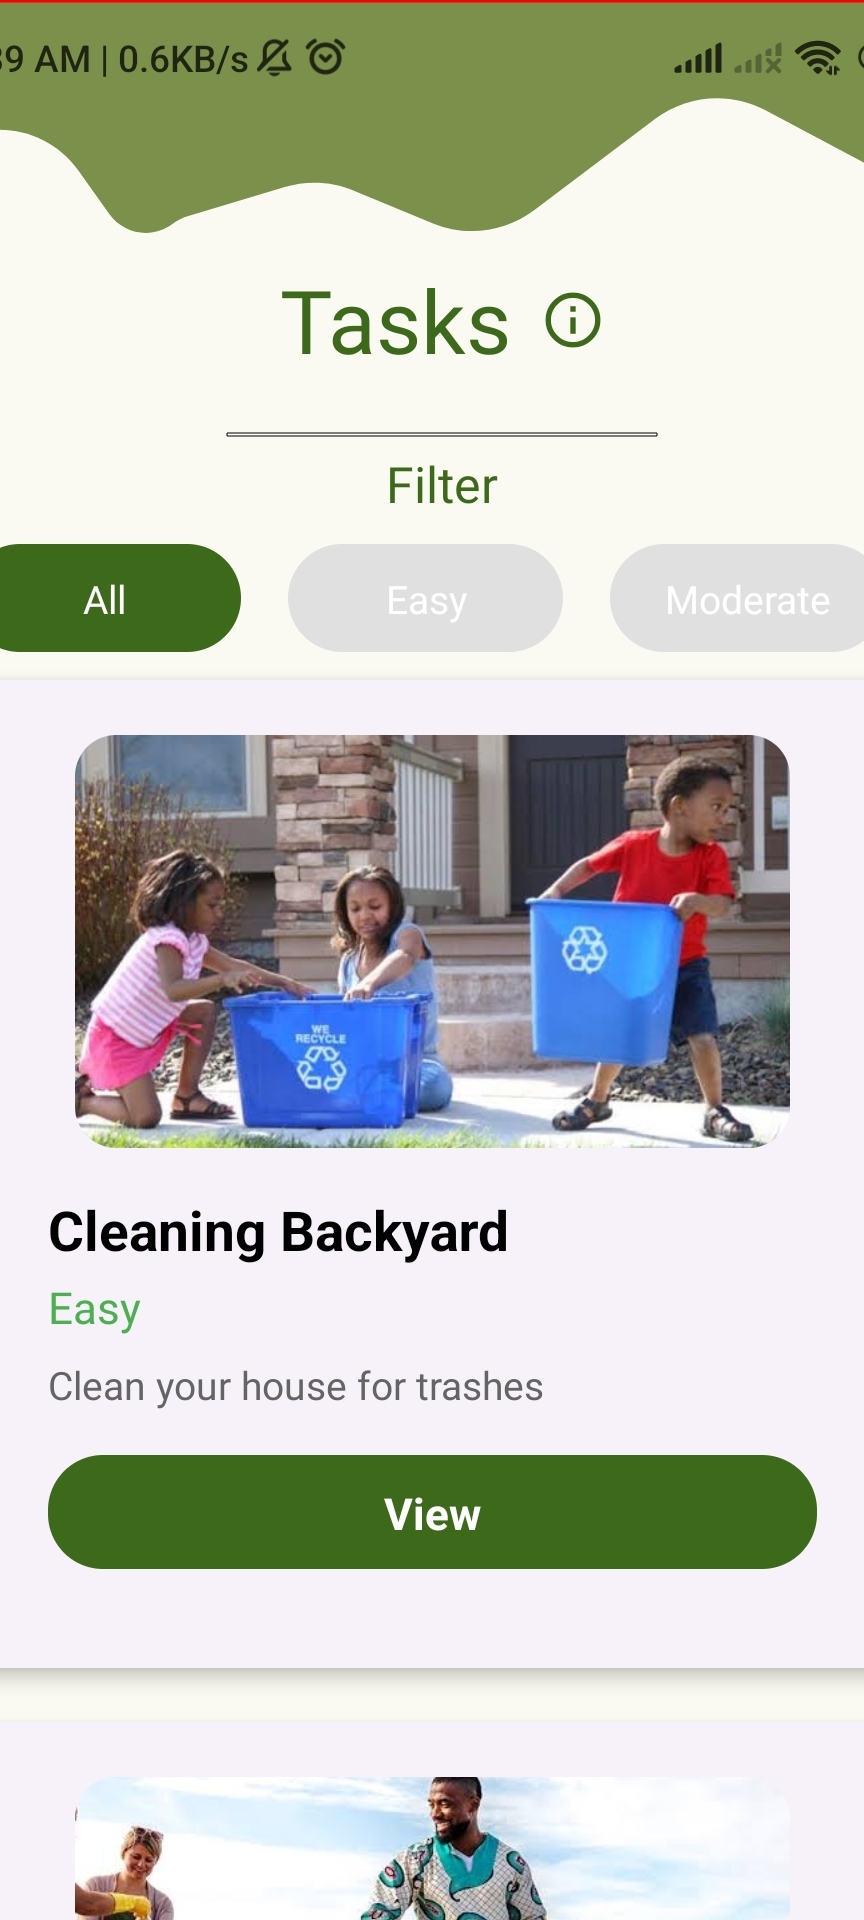 9 AM | 0.6KB/s
Tasks
Filter
All Easy Moderate
WE
RECYCLE
Cleaning Backyard
Easy
Clean your house for trashes
View